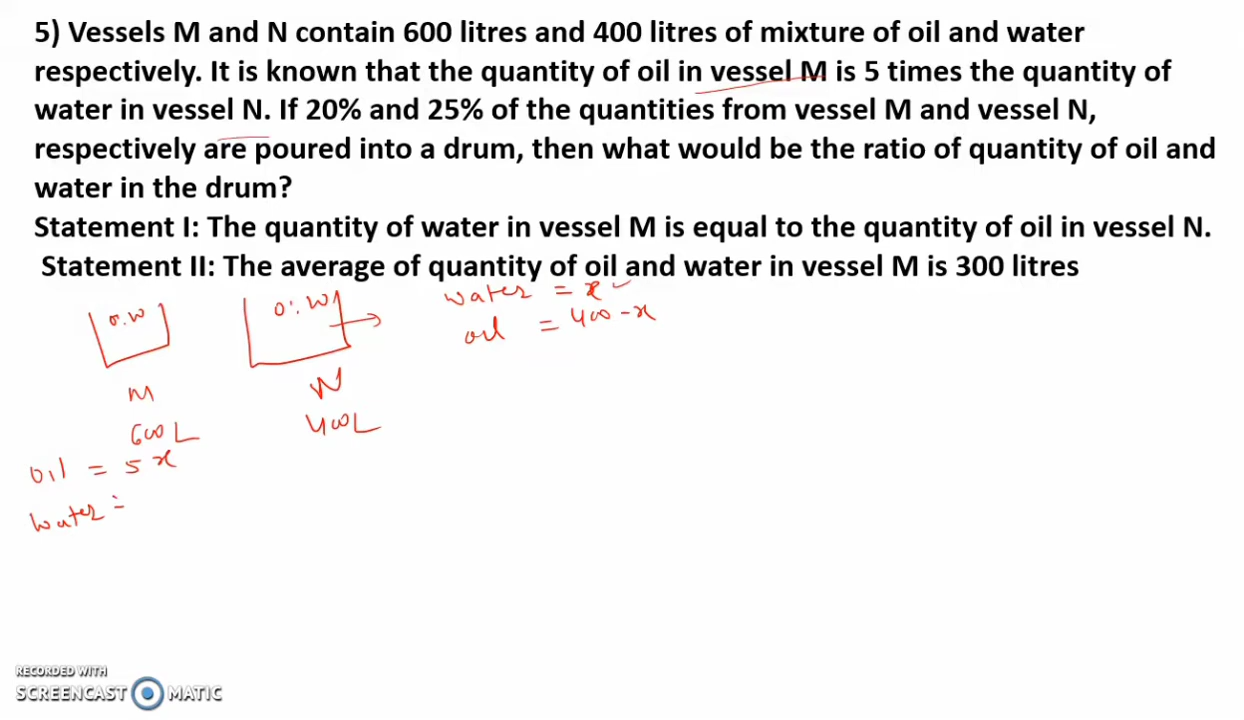 5) Vessels M and N contain 600 litres and 400 litres of mixture of oil and water
respectively. It is known that the quantity of oil in vessel M is 5 times the quantity of
water in vessel N. If 20% and 25% of the quantities from vessel M and vessel N,
respectively are poured into a drum, then what would be the ratio of quantity of oil and
water in the drum?
Statement I: The quantity of water in vessel M is equal to the quantity of oil in vessel N.
Statement II: The average of quantity of oil and water in vessel M is 300 litres
water = x
oil = 400-x
O:W
O:W
M
N
600 L
400L
oil = 5x
water =
RECORDED WITH
SCREENCAST MATIC